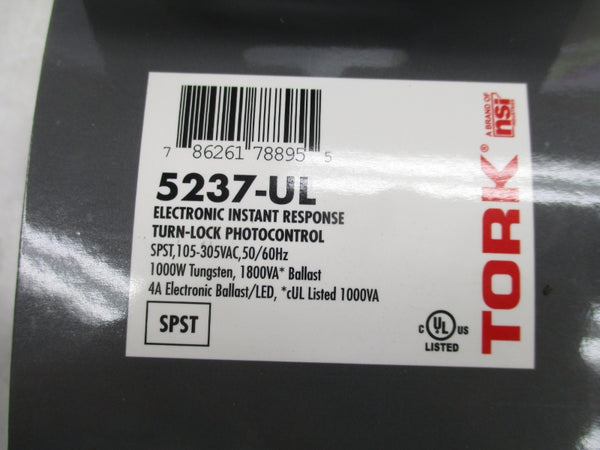 7 86261 78895 5
5237-UL
ELECTRONIC INSTANT RESPONSE
TURN-LOCK PHOTOCONTROL
SPST,105-305VAC,50/60Hz
1000W Tungsten, 1800VA* Ballast
4A Electronic Ballast/LED, *cUL Listed 1000VA
SPST
C UL US
LISTED
TORK®
A BRAND OF
nsi